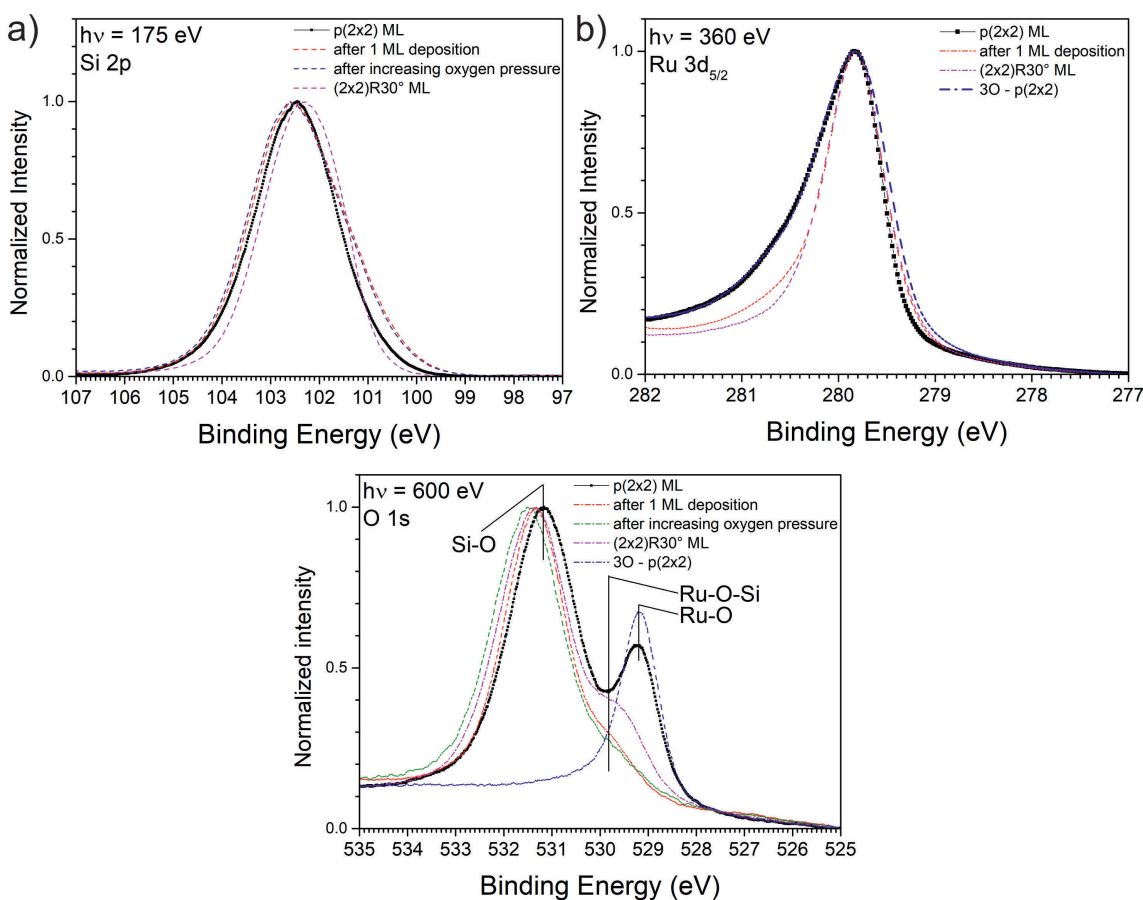 a)
hν = 175 eV
Si 2p
p(2x2) ML
after 1 ML deposition
after increasing oxygen pressure
(2x2)R30° ML
1.0
0.5
0.0
Normalized Intensity
107 106 105 104 103 102 101 100 99 98 97
Binding Energy (eV)
b)
hν = 360 eV
Ru 3d5/2
p(2x2) ML
after 1 ML deposition
(2x2)R30° ML
3O - p(2x2)
1.0
0.5
0.0
Normalized Intensity
282 281 280 279 278 277
Binding Energy (eV)
hν = 600 eV
O 1s
p(2x2) ML
after 1 ML deposition
after increasing oxygen pressure
(2x2)R30° ML
3O - p(2x2)
Si-O
Ru-O-Si
Ru-O
1.0
0.5
0.0
Normalized intensity
535 534 533 532 531 530 529 528 527 526 525
Binding Energy (eV)